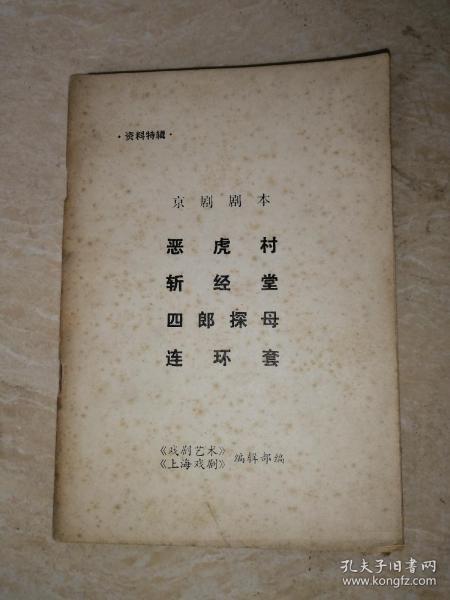 ·资料特辑·
京剧剧本
恶虎村
斩经堂
四郎探母
连环套
《戏剧艺术》
《上海戏剧》编辑部编
孔夫子旧书网
www.kongfz.com